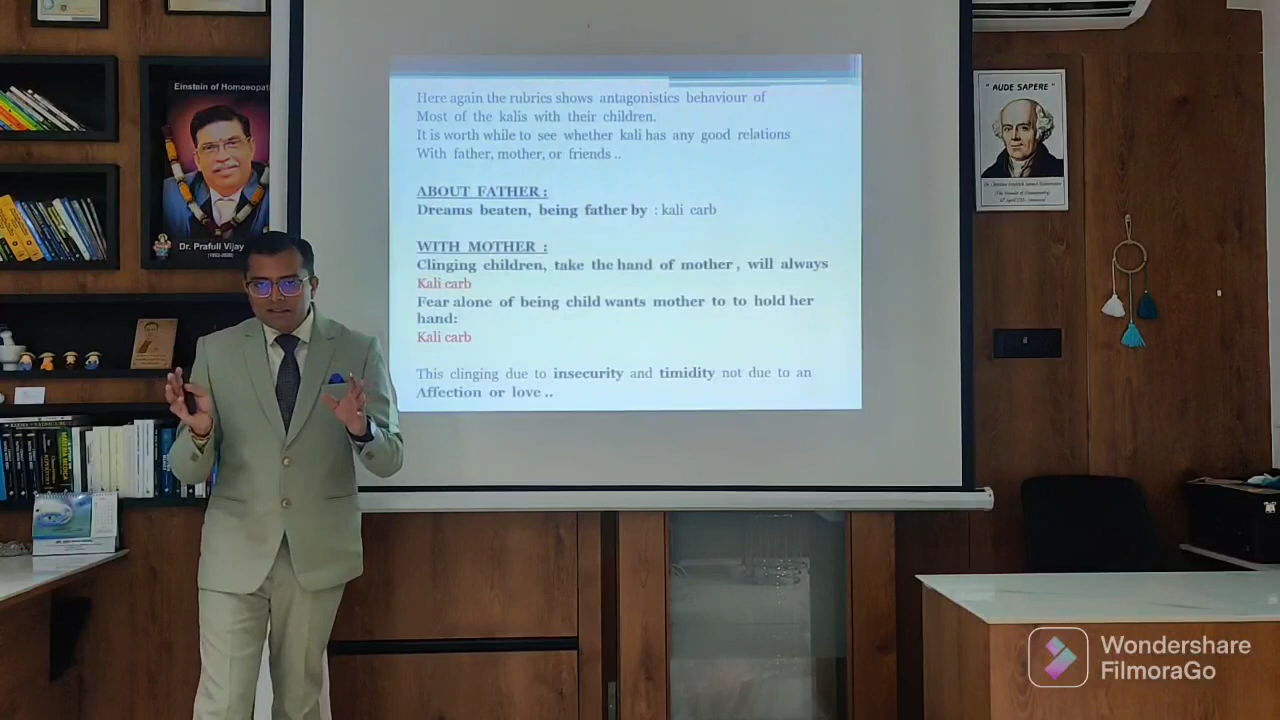 Einstein of Homoeopat
Dr. Prafull Vijay
Here again the rubrics shows antagonistics behaviour of
Most of the kalis with their children.
It is worth while to see whether kali has any good relations
With father, mother, or friends ..
ABOUT FATHER :
Dreams beaten, being father by : kali carb
WITH MOTHER :
Clinging children, take the hand of mother , will always
Kali carb
Fear alone of being child wants mother to to hold her
hand:
Kali carb
This clinging due to insecurity and timidity not due to an
Affection or love ..
" AUDE SAPERE "
Wondershare
FilmoraGo